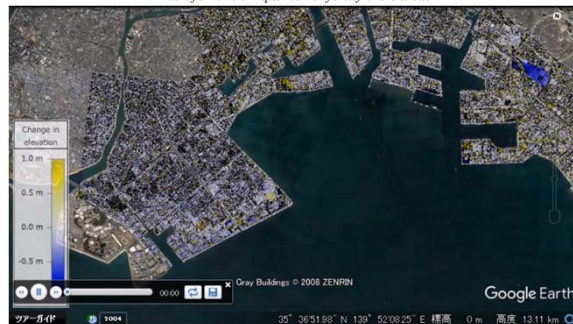 Change in
elevation
1.0 m
0.5 m
0.0 m
-0.5 m
00:00
Gray Buildings © 2008 ZENRIN
Google Earth
ツアーガイド
2004
35° 36'51.98" N 139° 52'08.25" E 標高 0 m 高度 13.11 km